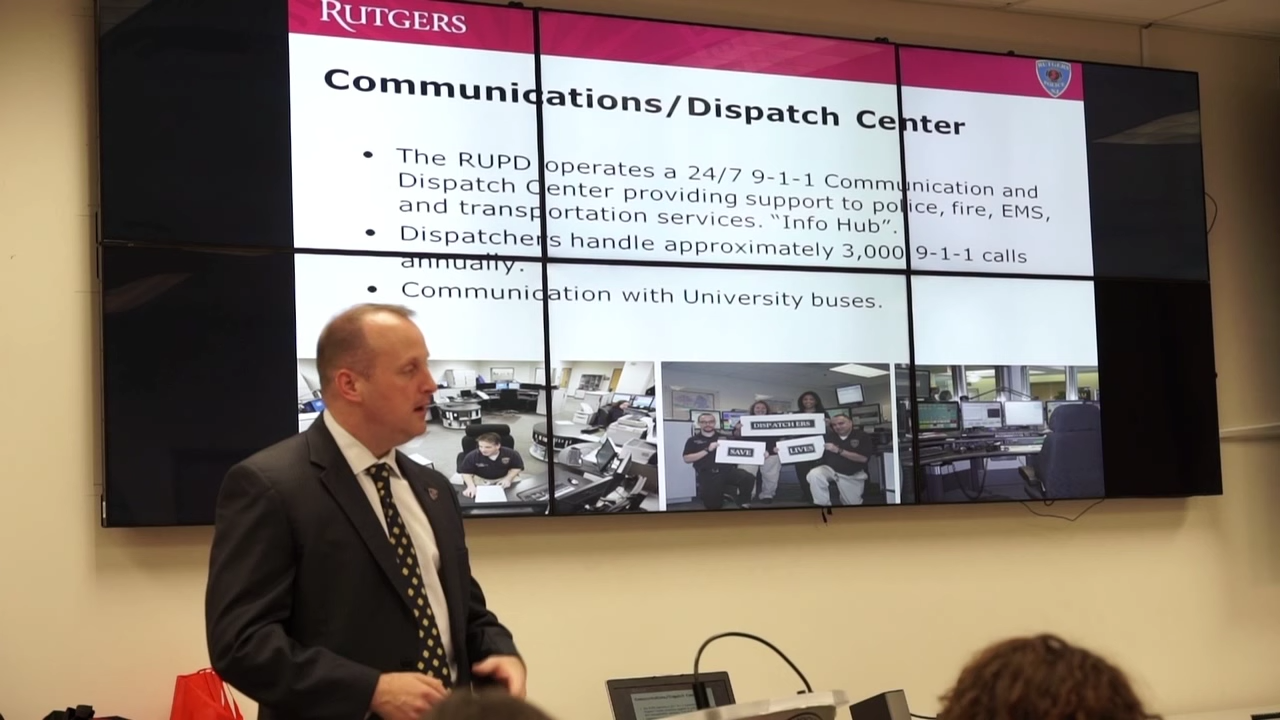 RUTGERS
Communications/Dispatch Center
• The RUPD operates a 24/7 9-1-1 Communication and
Dispatch Center providing support to police, fire, EMS,
and transportation services. “Info Hub”.
• Dispatchers handle approximately 3,000 9-1-1 calls
annually.
• Communication with University buses.
DISPATCHERS
SAVE
LIVES